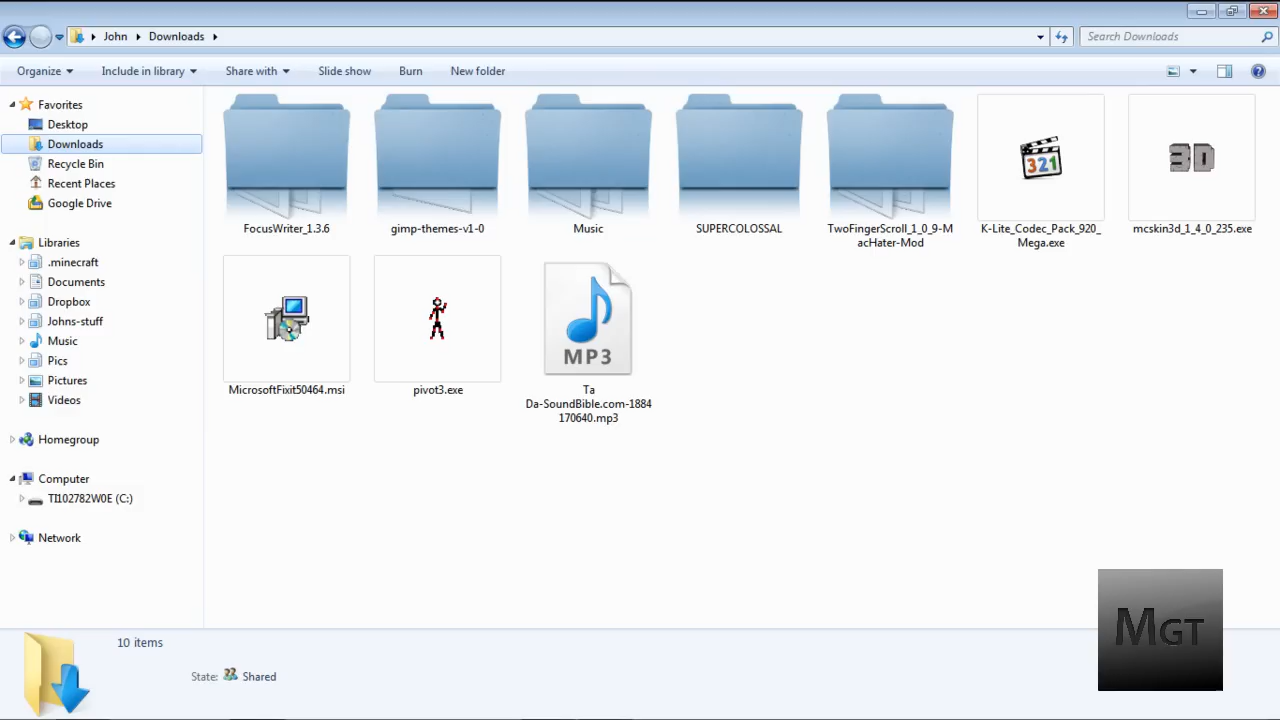 John Downloads
Search Downloads
Organize Include in library Share with Slide show Burn New folder
Favorites
Desktop
Downloads
Recycle Bin
Recent Places
Google Drive
Libraries
.minecraft
Documents
Dropbox
Johns-stuff
Music
Pics
Pictures
Videos
Homegroup
Computer
TI102782W0E (C:)
Network
FocusWriter_1.3.6
gimp-themes-v1-0
Music
SUPERCOLOSSAL
TwoFingerScroll_1_0_9-M
acHater-Mod
321
K-Lite_Codec_Pack_920_
Mega.exe
3D
mcskin3d_1_4_0_235.exe
MicrosoftFixit50464.msi
pivot3.exe
MP3
Ta
Da-SoundBible.com-1884
170640.mp3
10 items
State: Shared
MGT